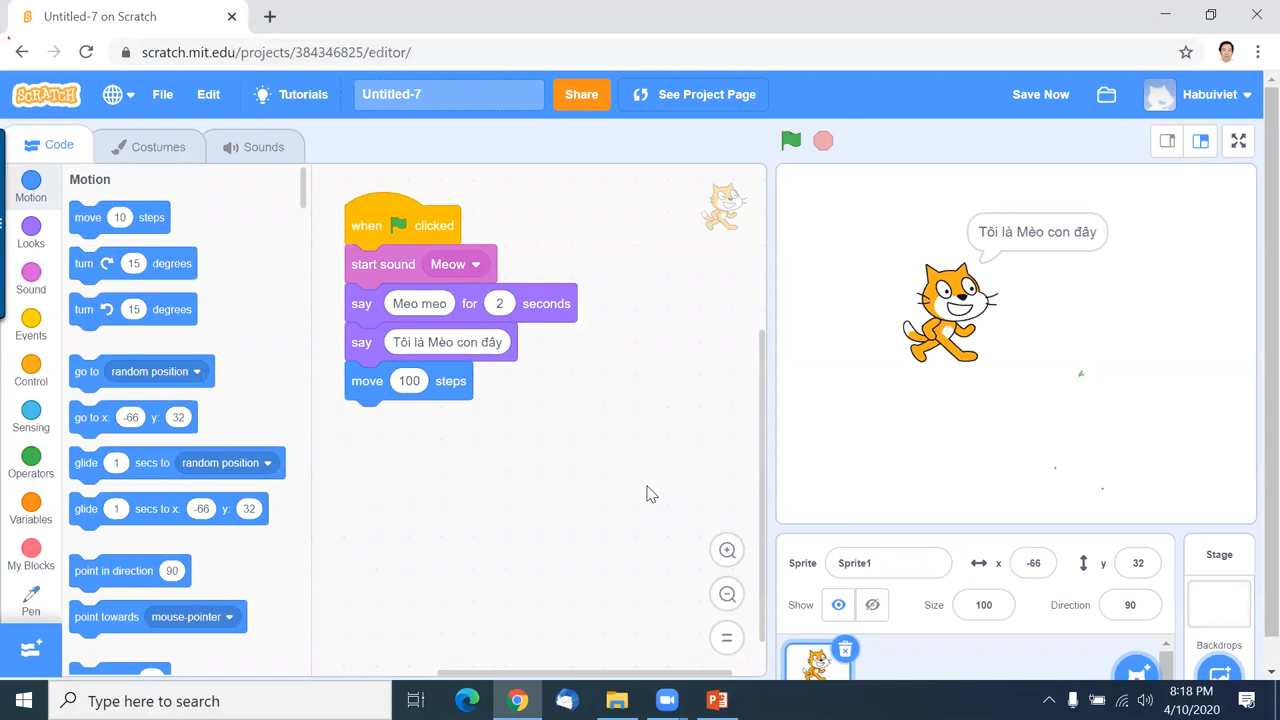 Untitled-7 on Scratch
scratch.mit.edu/projects/384346825/editor/
SCRATCH File Edit Tutorials Untitled-7 Share See Project Page Save Now Habuiviet
Code Costumes Sounds
Motion
Looks
Sound
Events
Control
Sensing
Operators
Variables
My Blocks
Pen
Motion
move 10 steps
turn 15 degrees
turn 15 degrees
go to random position
go to x: -66 y: 32
glide 1 secs to random position
glide 1 secs to x: -66 y: 32
point in direction 90
point towards mouse-pointer
when clicked
start sound Meow
say Meo meo for 2 seconds
say Tôi là Mèo con đây
move 100 steps
Tôi là Mèo con đây
Sprite Sprite1 x -66 y 32
Show Size 100 Direction 90
Stage
Backdrops
Type here to search
8:18 PM
4/10/2020